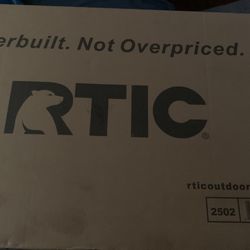 erbuilt. Not Overpriced.
RTIC®
rticoutdoor
2502